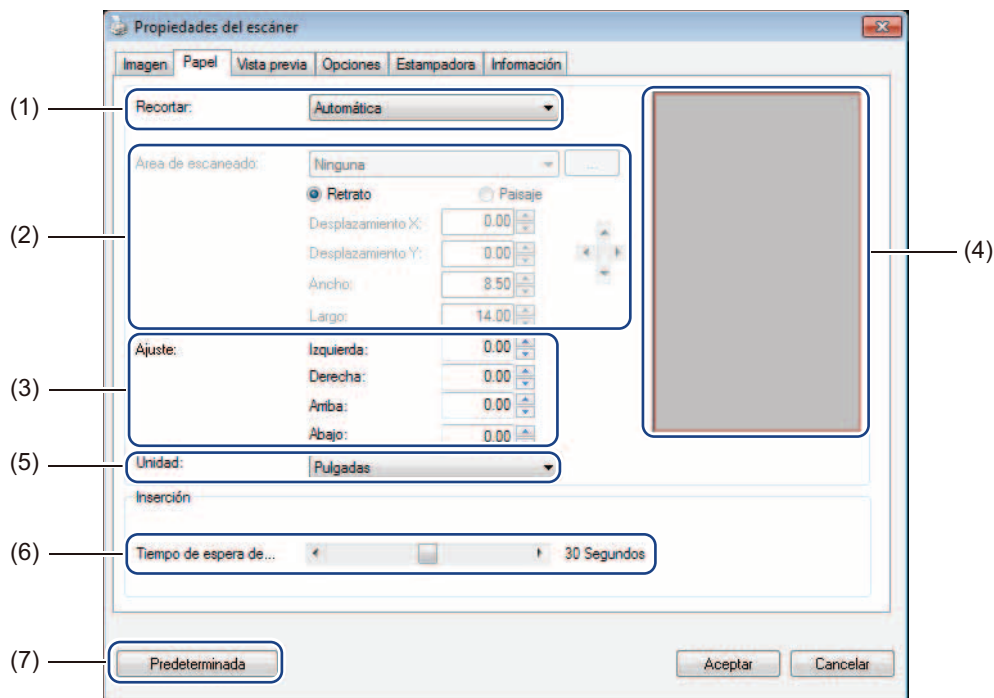 Propiedades del escáner
Imagen Papel Vista previa Opciones Estampadora Información
(1) Recortar: Automática
(2) Area de escaneado: Ninguna ...
Retrato Paisaje
Desplazamiento X: 0.00
Desplazamiento Y: 0.00
Ancho: 8.50
Largo: 14.00
(3) Ajuste: Izquierda: 0.00
Derecha: 0.00
Arriba: 0.00
Abajo: 0.00
(4)
(5) Unidad: Pulgadas
Inserción
(6) Tiempo de espera de... 30 Segundos
(7) Predeterminada Aceptar Cancelar